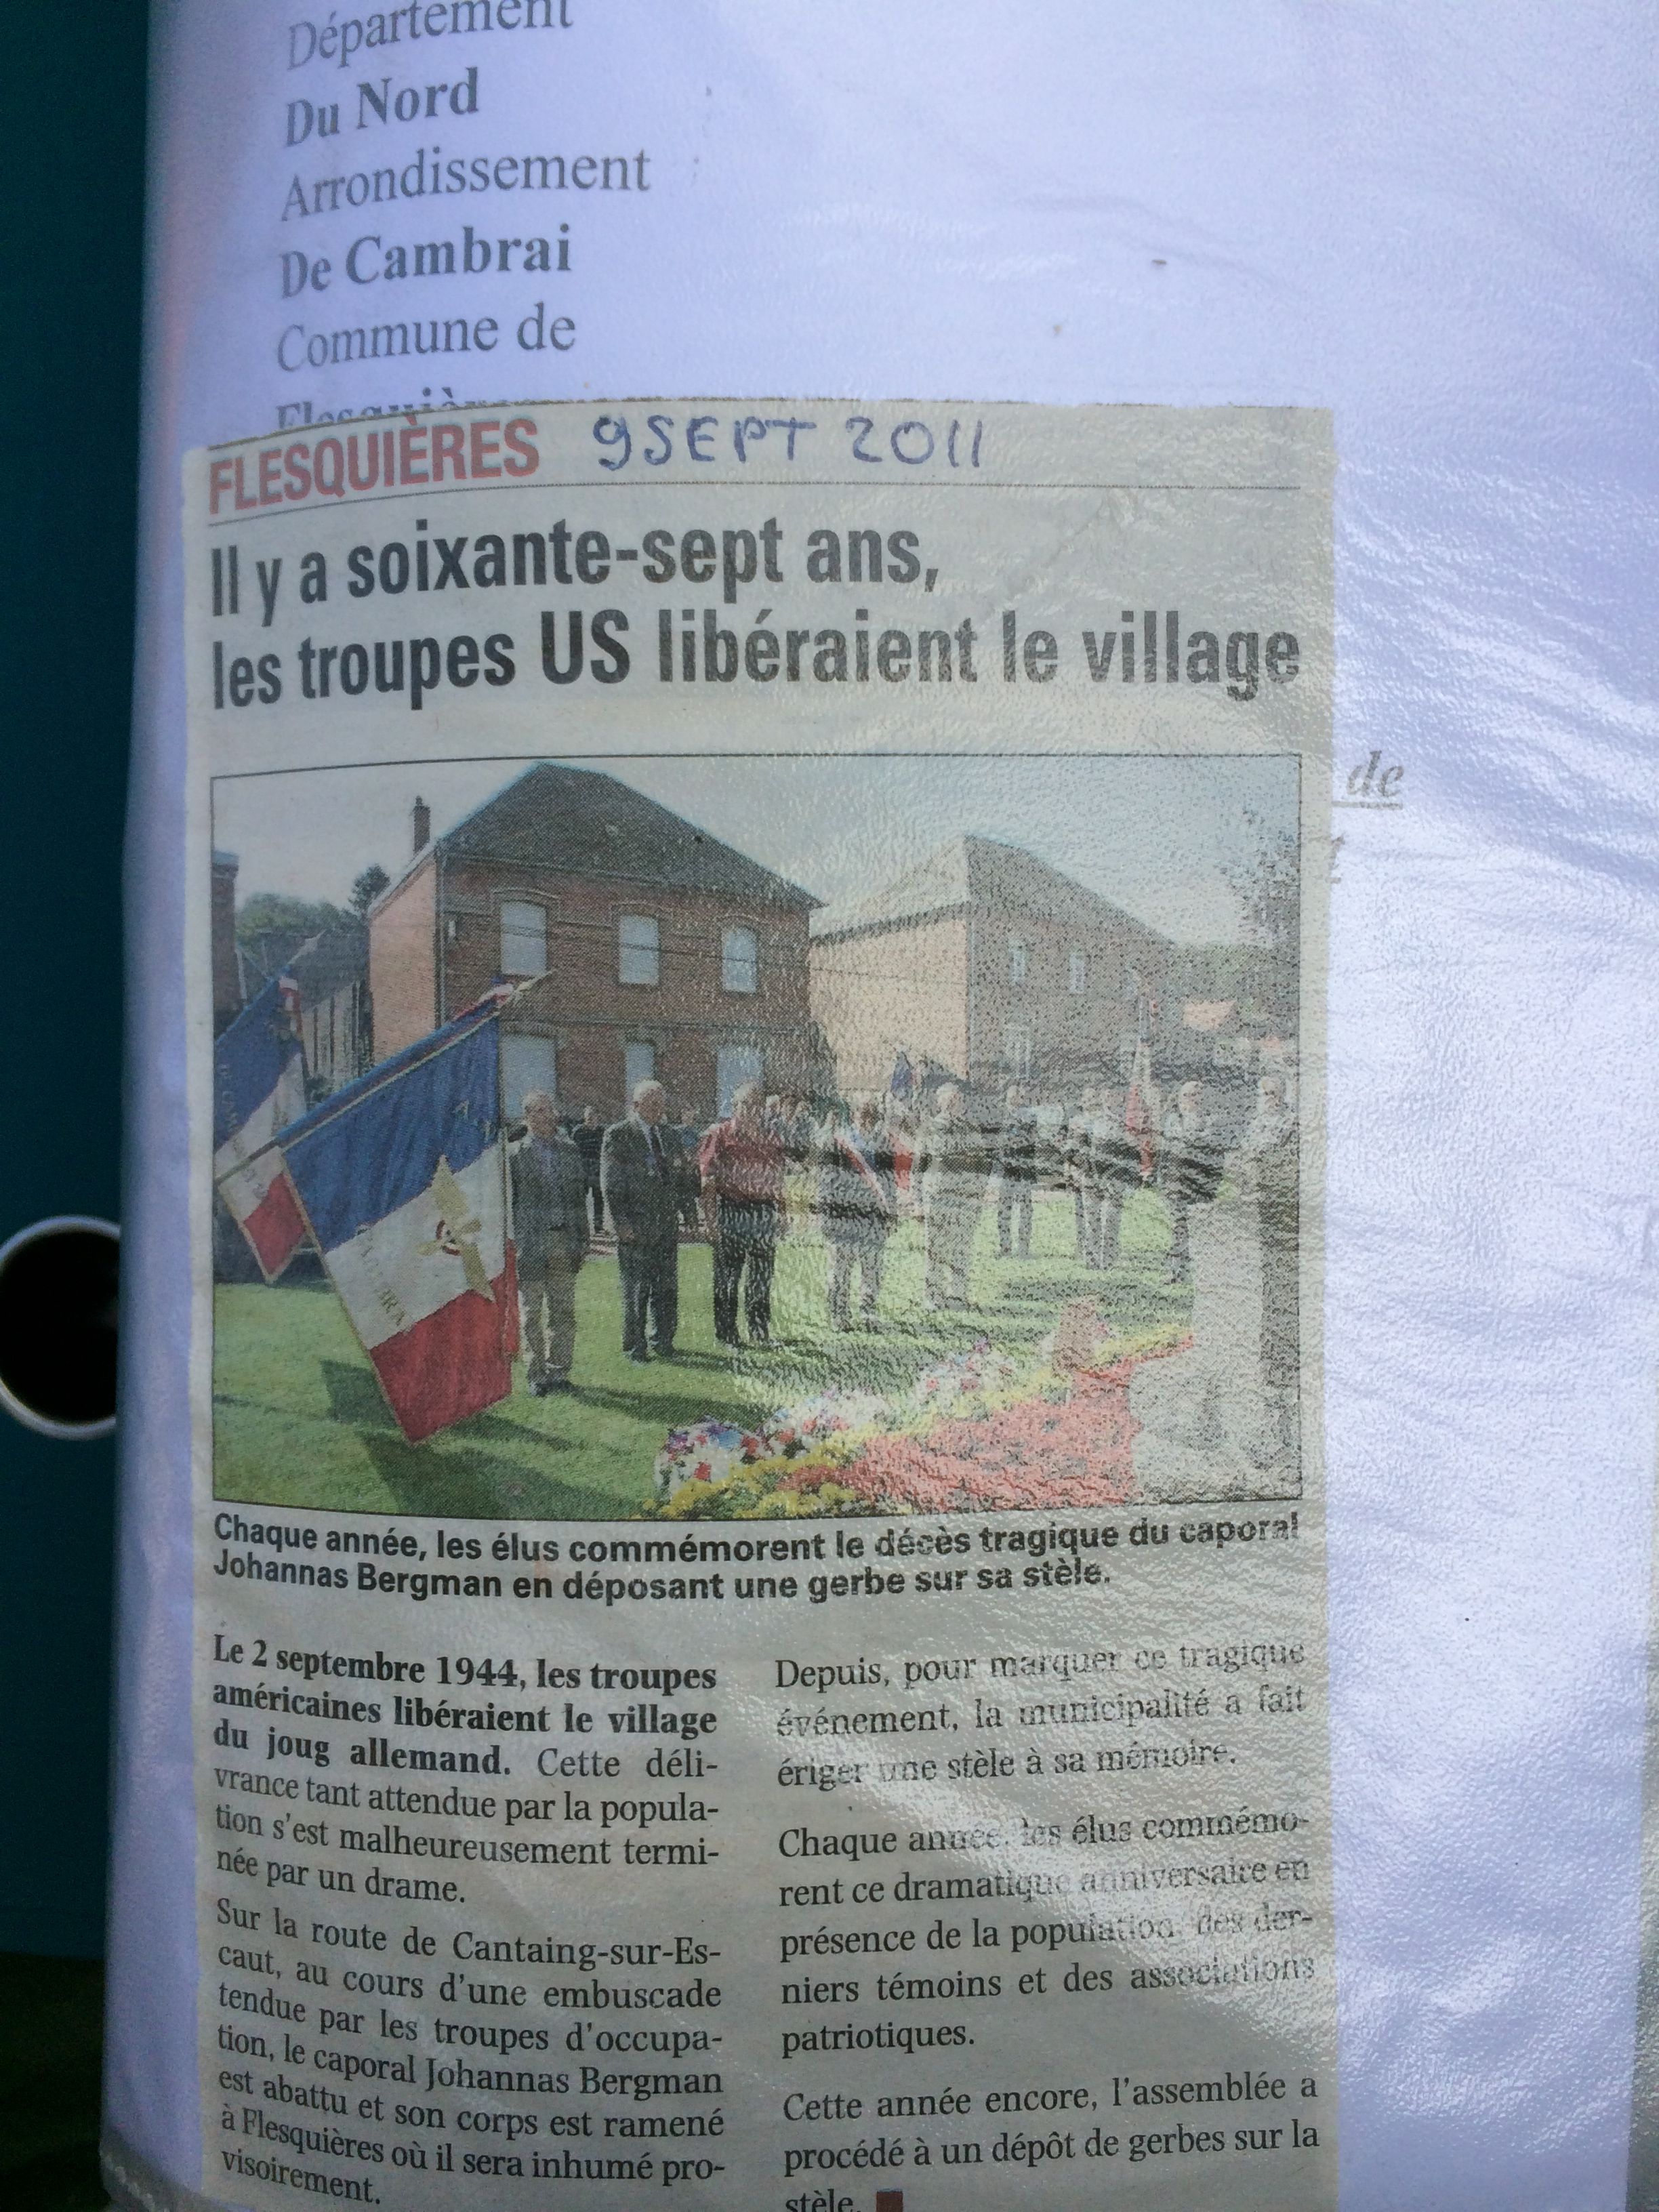 Département
Du Nord
Arrondissement
De Cambrai
Commune de
Flesquières
FLESQUIÈRES 9 SEPT 2011
Il y a soixante-sept ans,
les troupes US libéraient le village
de
Chaque année, les élus commémorent le décès tragique du caporal
Johannas Bergman en déposant une gerbe sur sa stèle.
Le 2 septembre 1944, les troupes
américaines libéraient le village
du joug allemand. Cette déli-
vrance tant attendue par la popula-
tion s'est malheureusement termi-
née par un drame.
Sur la route de Cantaing-sur-Es-
caut, au cours d'une embuscade
tendue par les troupes d'occupa-
tion, le caporal Johannas Bergman
est abattu et son corps est ramené
à Flesquières où il sera inhumé pro-
visoirement.
Depuis, pour marquer ce tragique
événement, la municipalité a fait
ériger une stèle à sa mémoire.
Chaque année, les élus commémo-
rent ce dramatique anniversaire en
présence de la population, des der-
niers témoins et des associations
patriotiques.
Cette année encore, l'assemblée a
procédé à un dépôt de gerbes sur la
stèle.